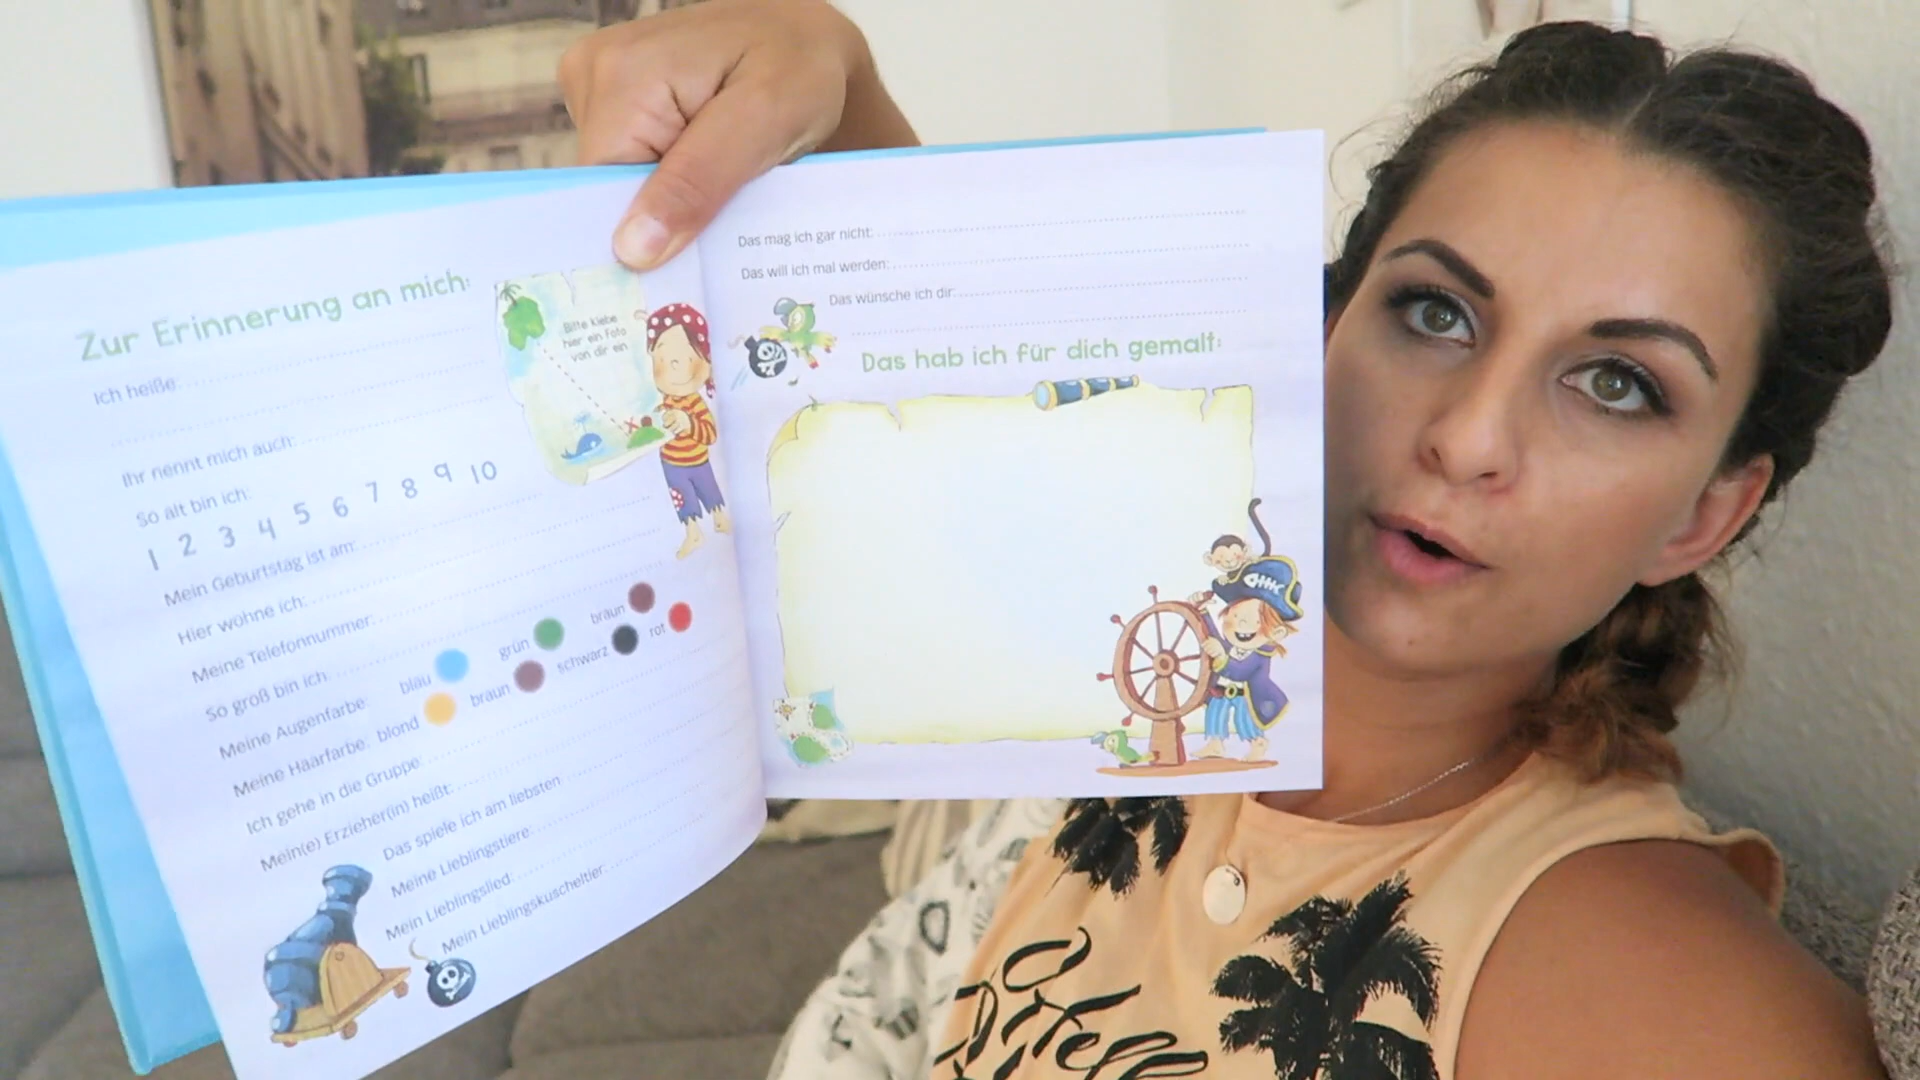 Zur Erinnerung an mich:
Ich heiße:
Ihr nennt mich auch:
So alt bin ich:
1 2 3 4 5 6 7 8 9 10
Mein Geburtstag ist am:
Hier wohne ich:
Meine Telefonnummer:
So groß bin ich:
Meine Augenfarbe: blau grün braun
Meine Haarfarbe: blond braun schwarz rot
Ich gehe in die Gruppe:
Mein(e) Erzieher(in) heißt:
Das spiele ich am liebsten
Meine Lieblingstiere:
Mein Lieblingslied:
Mein Lieblingskuscheltier:
Bitte klebe
hier ein Foto
von dir ein
Das mag ich gar nicht:
Das will ich mal werden:
Das wünsche ich dir:
Das hab ich für dich gemalt: